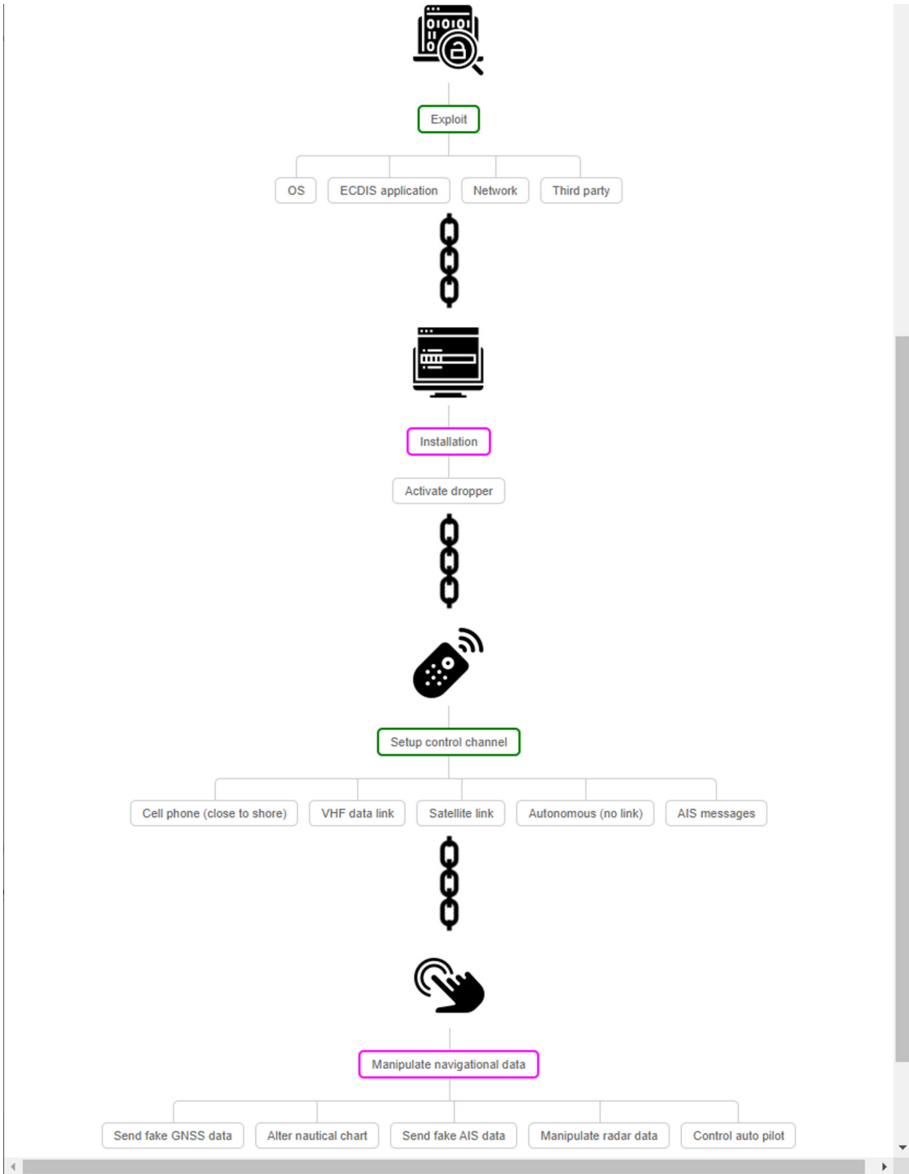 Exploit
OS
ECDIS application
Network
Third party
Installation
Activate dropper
Setup control channel
Cell phone (close to shore)
VHF data link
Satellite link
Autonomous (no link)
AIS messages
Manipulate navigational data
Send fake GNSS data
Alter nautical chart
Send fake AIS data
Manipulate radar data
Control auto pilot